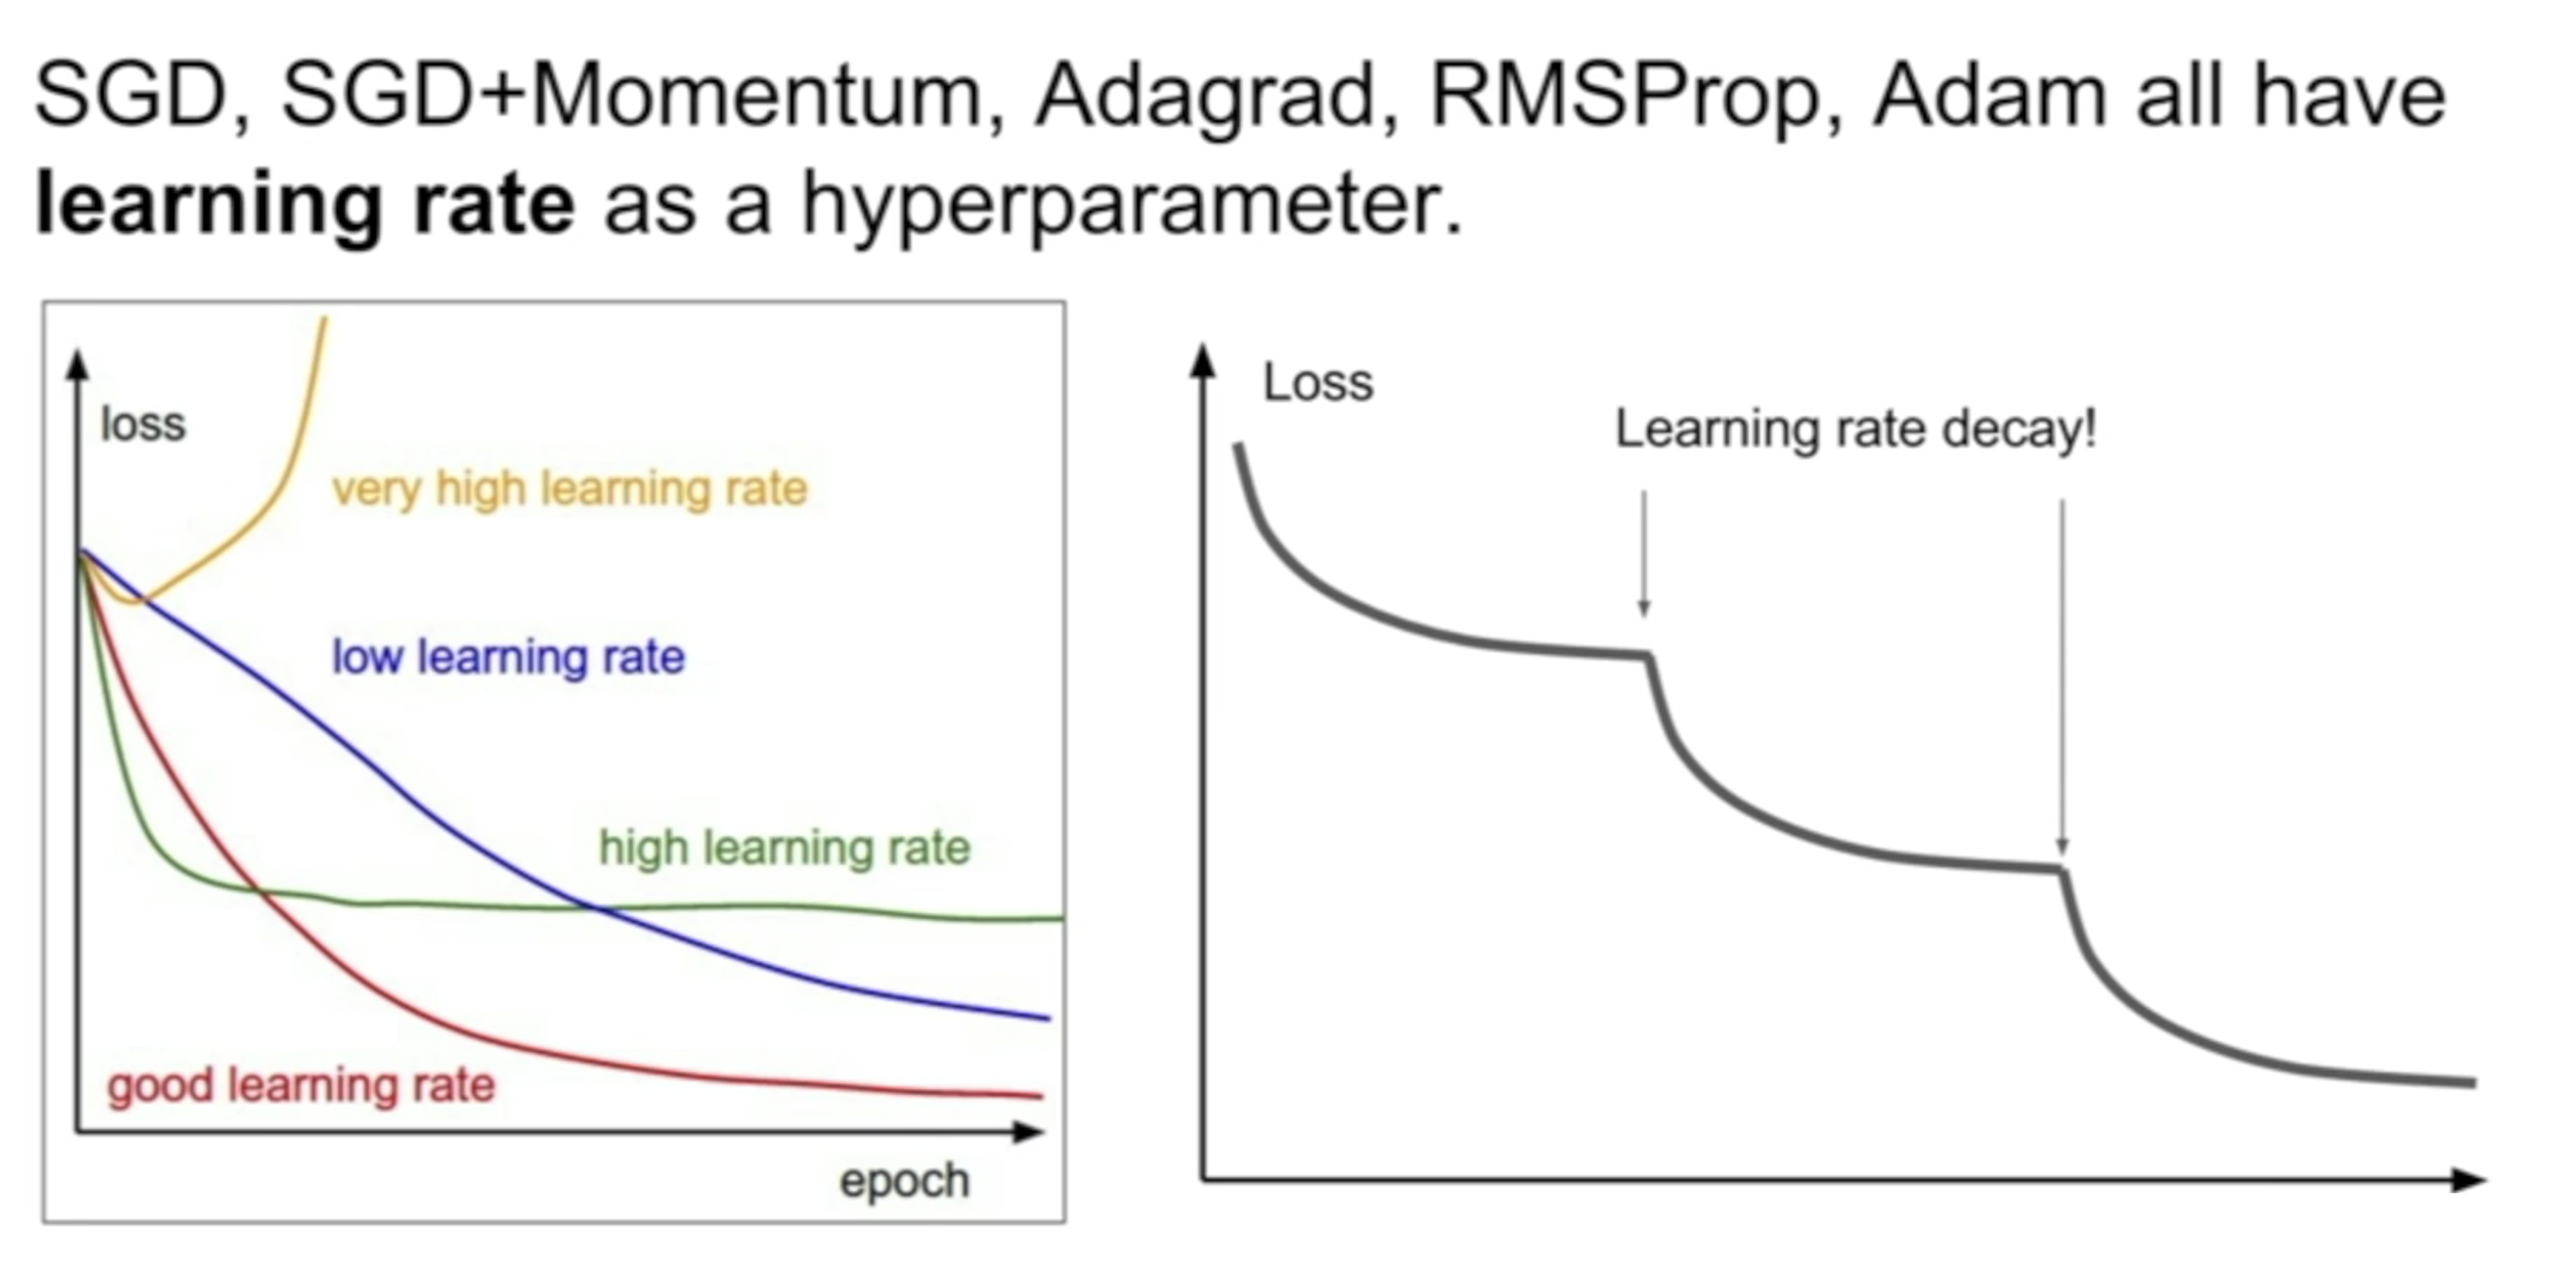 SGD, SGD+Momentum, Adagrad, RMSProp, Adam all have
learning rate as a hyperparameter.
loss
very high learning rate
low learning rate
high learning rate
good learning rate
epoch
Loss
Learning rate decay!